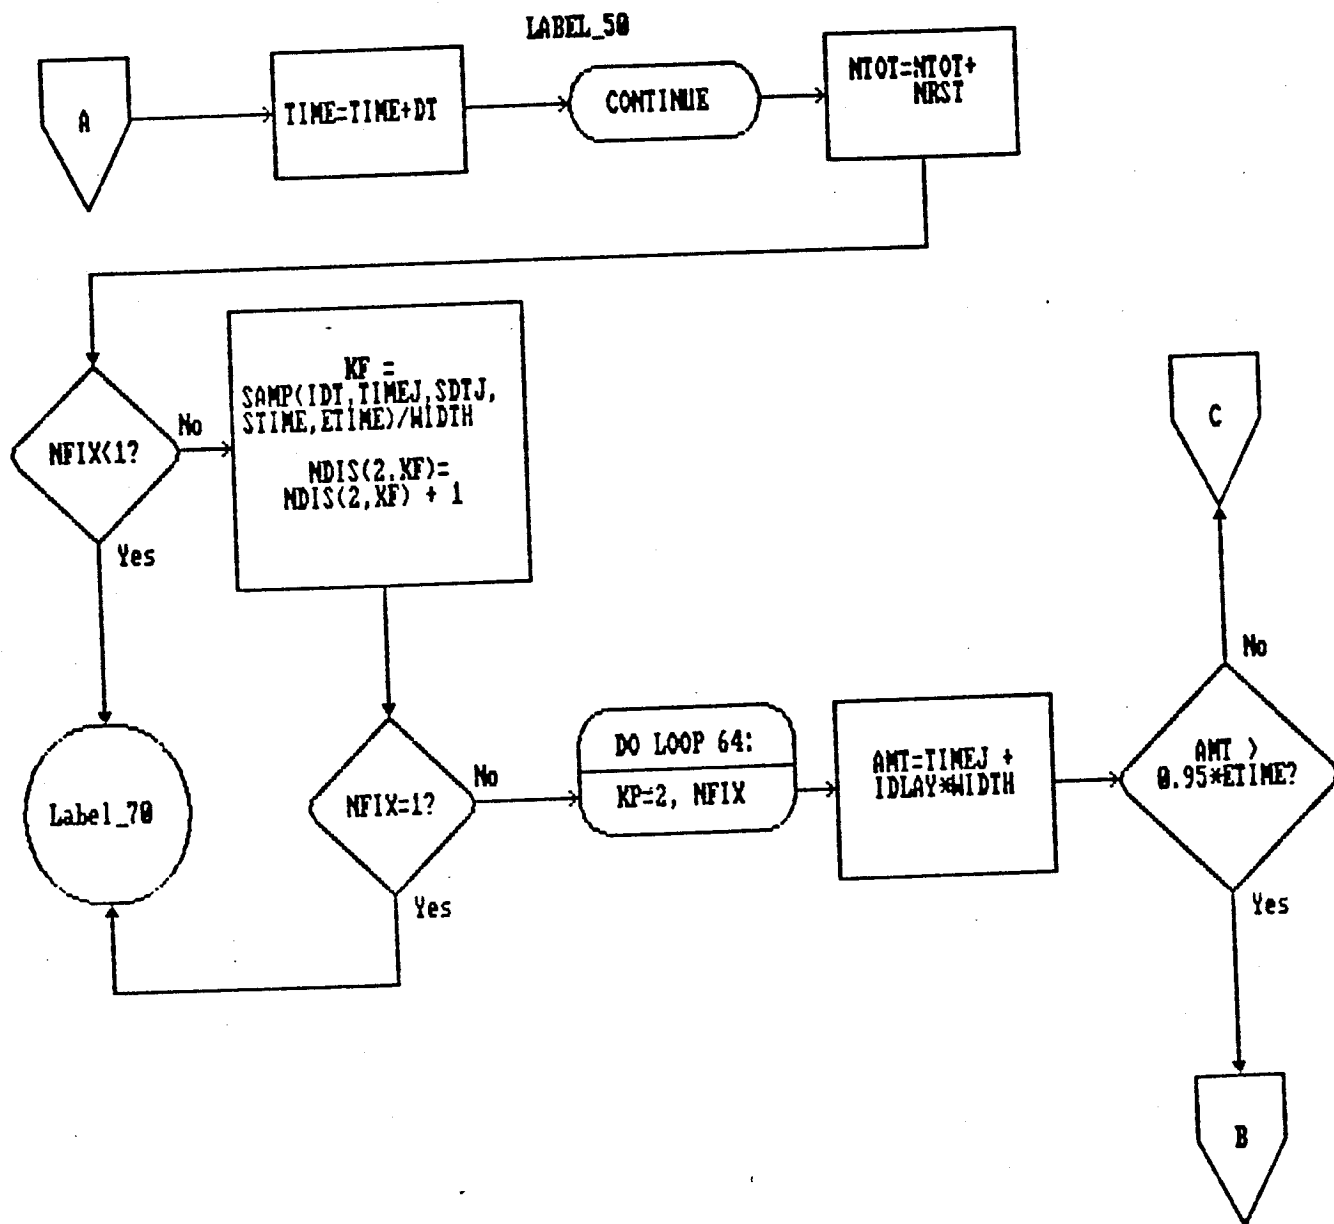 LABEL_50
A
TIME=TIME+DT
CONTINUE
NTOT=NTOT+
NRST
NFIX<1?
No
Yes
KF =
SAMP(IDT,TIMEJ,SDTJ,
STIME,ETIME)/WIDTH
NDIS(2,KF)=
NDIS(2,KF) + 1
Label_70
NFIX=1?
No
Yes
DO LOOP 64:
KP=2, NFIX
AMT=TIMEJ +
IDLAY*WIDTH
AMT >
0.95*ETIME?
No
C
Yes
B